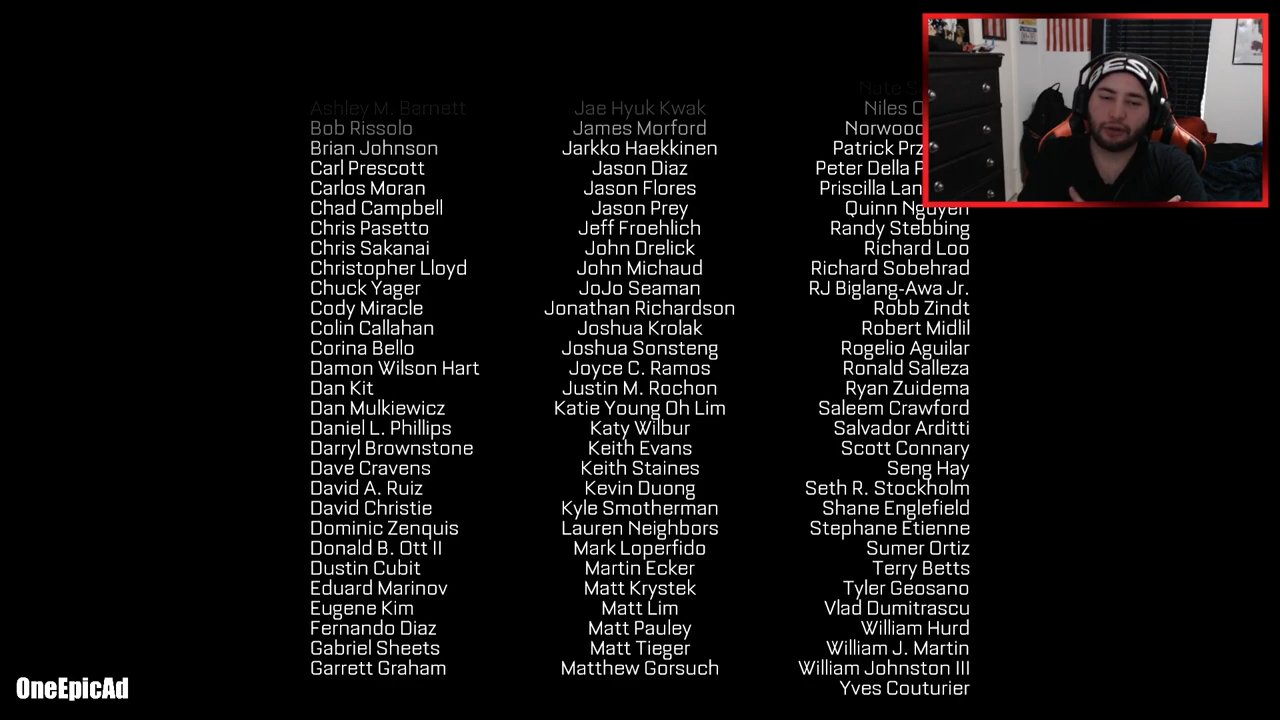 Ashley M. Barnett
Bob Rissolo
Brian Johnson
Carl Prescott
Carlos Moran
Chad Campbell
Chris Pasetto
Chris Sakanai
Christopher Lloyd
Chuck Yager
Cody Miracle
Colin Callahan
Corina Bello
Damon Wilson Hart
Dan Kit
Dan Mulkiewicz
Daniel L. Phillips
Darryl Brownstone
Dave Cravens
David A. Ruiz
David Christie
Dominic Zenquis
Donald B. Ott II
Dustin Cubit
Eduard Marinov
Eugene Kim
Fernando Diaz
Gabriel Sheets
Garrett Graham
Jae Hyuk Kwak
James Morford
Jarkko Haekkinen
Jason Diaz
Jason Flores
Jason Prey
Jeff Froehlich
John Drelick
John Michaud
JoJo Seaman
Jonathan Richardson
Joshua Krolak
Joshua Sonsteng
Joyce C. Ramos
Justin M. Rochon
Katie Young Oh Lim
Katy Wilbur
Keith Evans
Keith Staines
Kevin Duong
Kyle Smotherman
Lauren Neighbors
Mark Loperfido
Martin Ecker
Matt Krystek
Matt Lim
Matt Pauley
Matt Tieger
Matthew Gorsuch
Nate
Niles
Norwood
Patrick
Peter Della
Priscilla
Quinn Nguyen
Randy Stebbing
Richard Loo
Richard Sobehrad
RJ Biglang-Awa Jr.
Robb Zindt
Robert Midlil
Rogelio Aguilar
Ronald Salleza
Ryan Zuidema
Saleem Crawford
Salvador Arditti
Scott Connary
Seng Hay
Seth R. Stockholm
Shane Englefield
Stephane Etienne
Sumer Ortiz
Terry Betts
Tyler Geosano
Vlad Dumitrascu
William Hurd
William J. Martin
William Johnston III
Yves Couturier
OneEpicAd